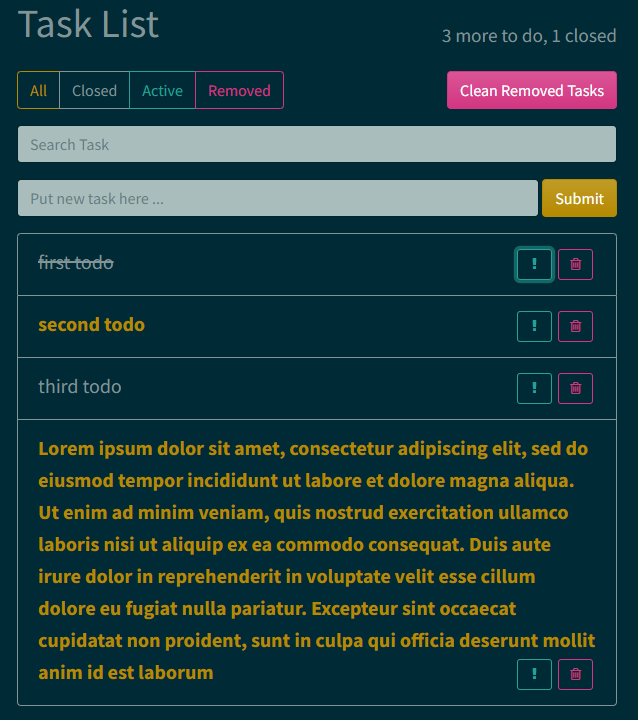 Task List
3 more to do, 1 closed
All Closed Active Removed
Clean Removed Tasks
Search Task
Put new task here ...
Submit
first todo
!
second todo
!
third todo
!
Lorem ipsum dolor sit amet, consectetur adipiscing elit, sed do
eiusmod tempor incididunt ut labore et dolore magna aliqua.
Ut enim ad minim veniam, quis nostrud exercitation ullamco
laboris nisi ut aliquip ex ea commodo consequat. Duis aute
irure dolor in reprehenderit in voluptate velit esse cillum
dolore eu fugiat nulla pariatur. Excepteur sint occaecat
cupidatat non proident, sunt in culpa qui officia deserunt mollit
anim id est laborum
!